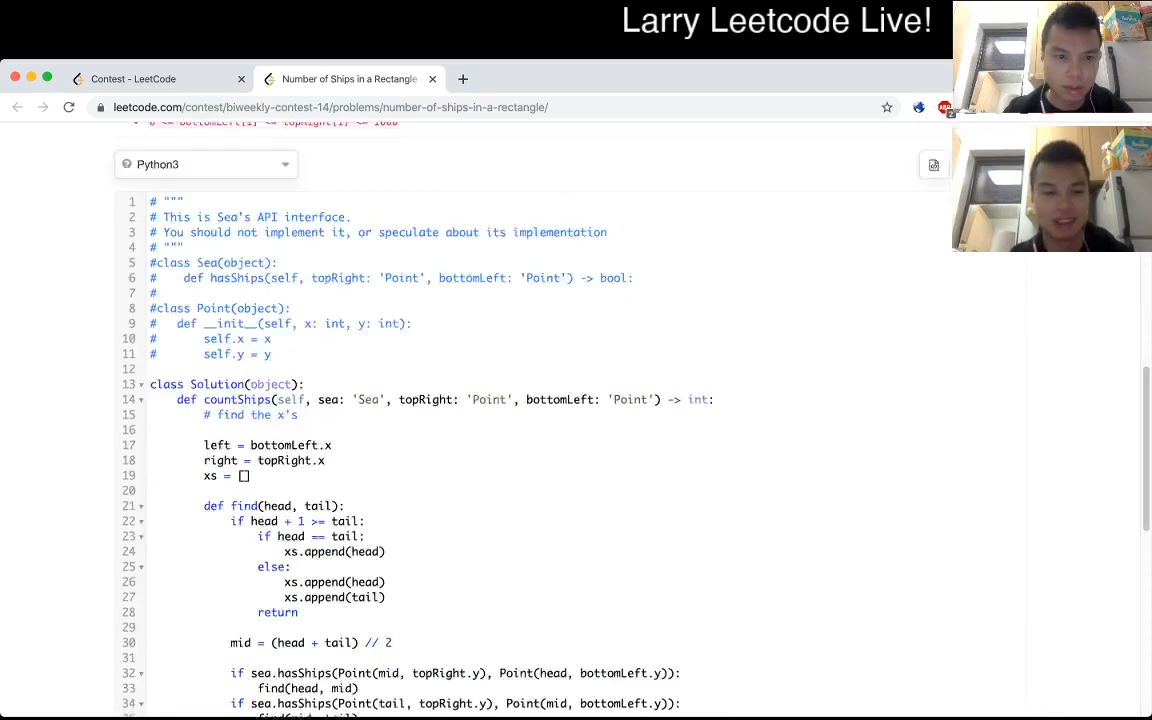 Larry Leetcode Live!
Contest - LeetCode
Number of Ships in a Rectangle
leetcode.com/contest/biweekly-contest-14/problems/number-of-ships-in-a-rectangle/
Python3
1 # """
2 # This is Sea's API interface.
3 # You should not implement it, or speculate about its implementation
4 # """
5 #class Sea(object):
6 #    def hasShips(self, topRight: 'Point', bottomLeft: 'Point') -> bool:
7 #
8 #class Point(object):
9 #	def __init__(self, x: int, y: int):
10 #		self.x = x
11 #		self.y = y
12
13 class Solution(object):
14     def countShips(self, sea: 'Sea', topRight: 'Point', bottomLeft: 'Point') -> int:
15         # find the x's
16
17         left = bottomLeft.x
18         right = topRight.x
19         xs = []
20
21         def find(head, tail):
22             if head + 1 >= tail:
23                 if head == tail:
24                     xs.append(head)
25                 else:
26                     xs.append(head)
27                     xs.append(tail)
28                 return
29
30             mid = (head + tail) // 2
31
32             if sea.hasShips(Point(mid, topRight.y), Point(head, bottomLeft.y)):
33                 find(head, mid)
34             if sea.hasShips(Point(tail, topRight.y), Point(mid, bottomLeft.y)):